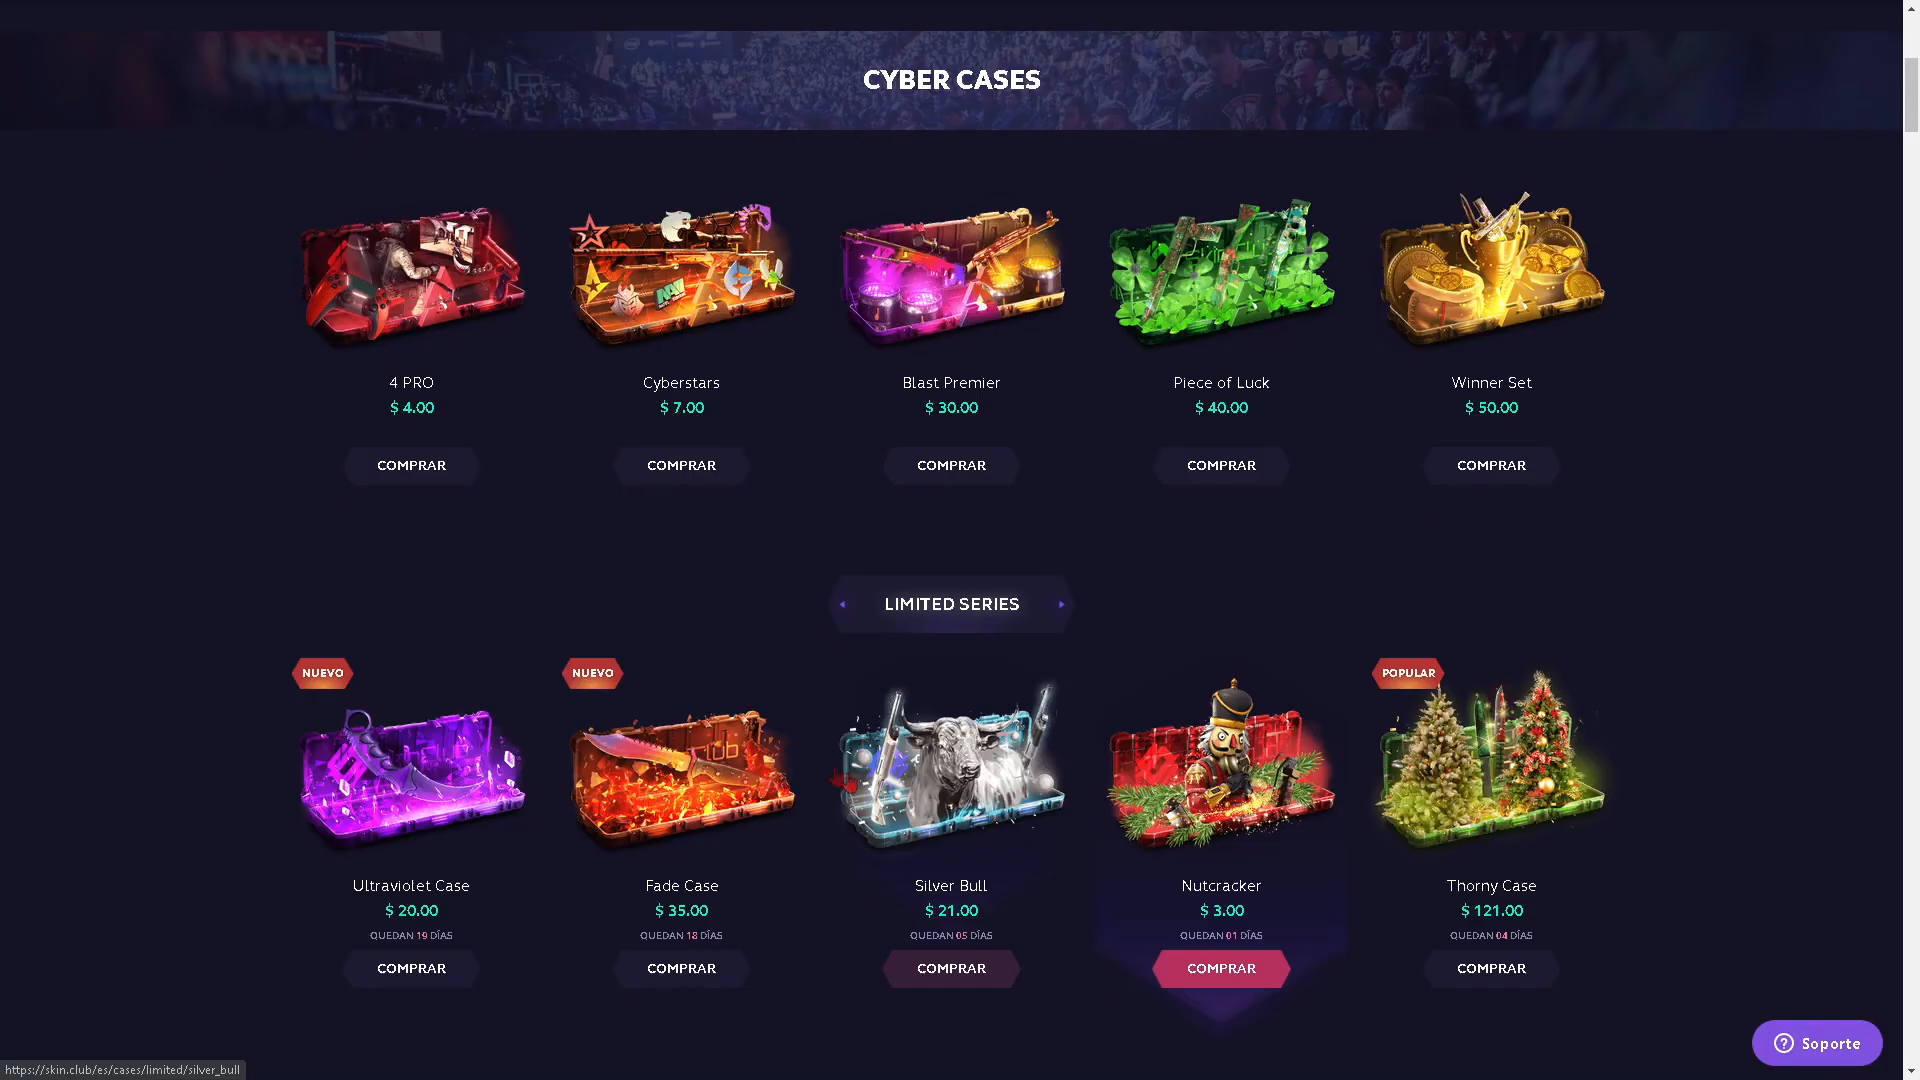 CYBER CASES
4 PRO
$ 4.00
COMPRAR
Cyberstars
$ 7.00
COMPRAR
Blast Premier
$ 30.00
COMPRAR
Piece of Luck
$ 40.00
COMPRAR
Winner Set
$ 50.00
COMPRAR
LIMITED SERIES
NUEVO
Ultraviolet Case
$ 20.00
QUEDAN 19 DÍAS
COMPRAR
NUEVO
Fade Case
$ 35.00
QUEDAN 18 DÍAS
COMPRAR
Silver Bull
$ 21.00
QUEDAN 05 DÍAS
COMPRAR
Nutcracker
$ 3.00
QUEDAN 01 DÍAS
COMPRAR
POPULAR
Thorny Case
$ 121.00
QUEDAN 04 DÍAS
COMPRAR
Soporte
https://skin.club/es/cases/limited/silver_bull